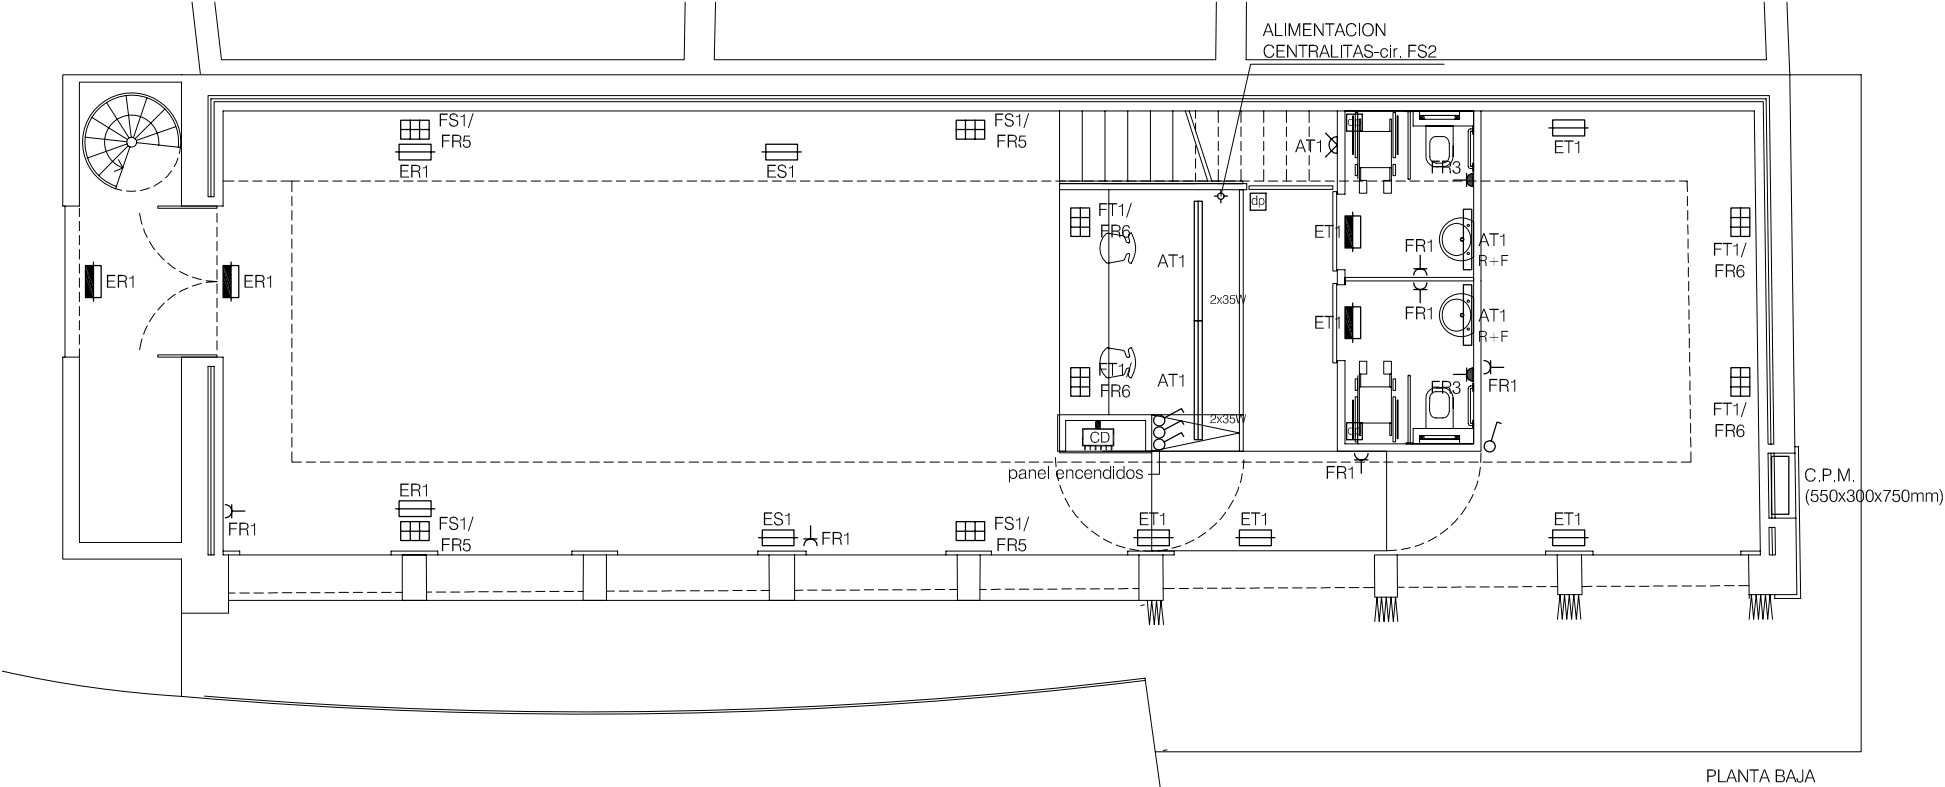 ALIMENTACION
CENTRALITAS-cir. FS2
FS1/
FR5
ER1
ES1
FS1/
FR5
AT1
dp
FR3
ET1
dp
FT1/
FR6
ET1
FR1
AT1
R+F
FT1/
FR6
AT1
ER1
ER1
2x35W
ET1
FR1
AT1
R+F
FT1/
FR6
AT1
FR3
FR1
FT1/
FR6
2x35W
dp
CD
panel encendidos
FR1
C.P.M.
(550x300x750mm)
ER1
FS1/
FR5
FR1
ES1
FR1
FS1/
FR5
ET1
ET1
ET1
PLANTA BAJA